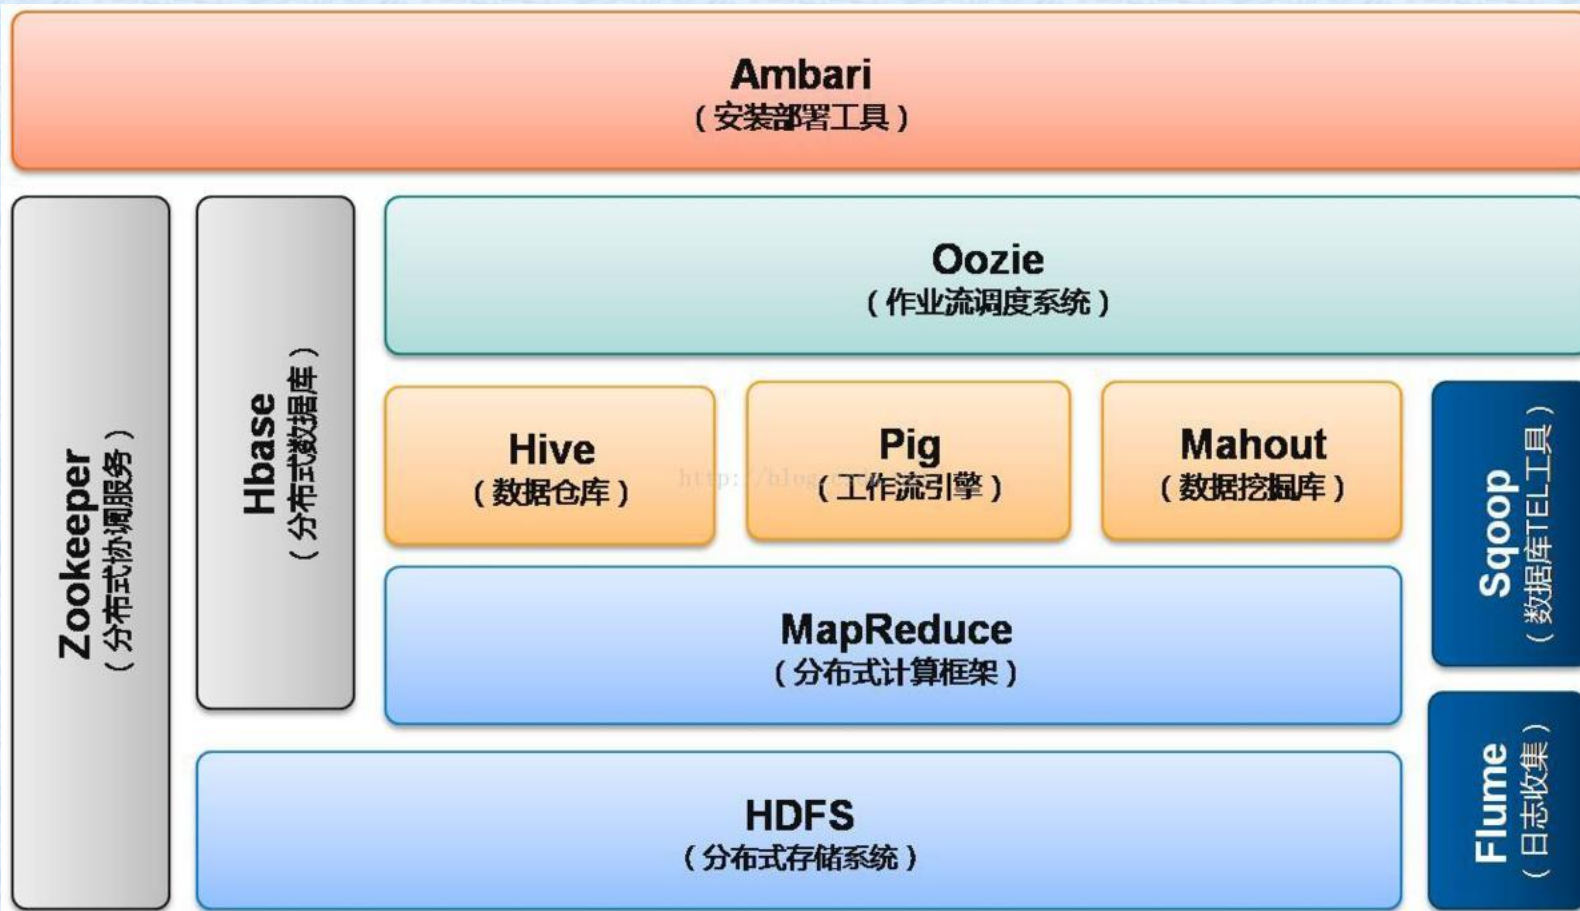 Ambari
（安装部署工具）
Zookeeper
（分布式协调服务）
Hbase
（分布式数据库）
Oozie
（作业流调度系统）
Hive
（数据仓库）
Pig
（工作流引擎）
Mahout
（数据挖掘库）
Sqoop
（数据库TEL工具）
MapReduce
（分布式计算框架）
Flume
（日志收集）
HDFS
（分布式存储系统）
http://blog.